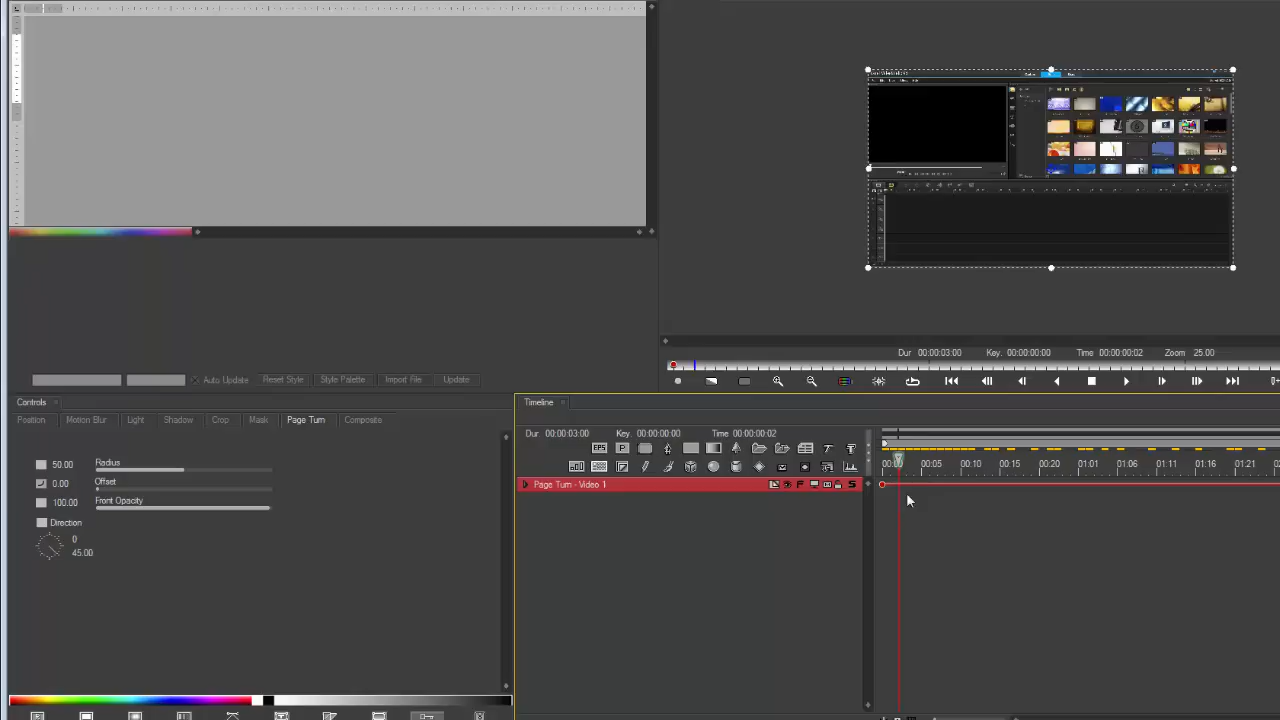 Auto Update Reset Style Style Palette Import File Update
Dur 00:00:03:00 Key. 00:00:00:00 Time 00:00:00:02 Zoom 25.00
Controls
Position Motion Blur Light Shadow Crop Mask Page Turn Composite
50.00 Radius
0.00 Offset
100.00 Front Opacity
Direction
0
45.00
Timeline
Dur 00:00:03:00 Key. 00:00:00:00 Time 00:00:00:02
EPS P T T
00:05 00:10 00:15 00:20 01:01 01:06 01:11 01:16 01:21
Page Turn - Video 1 F S